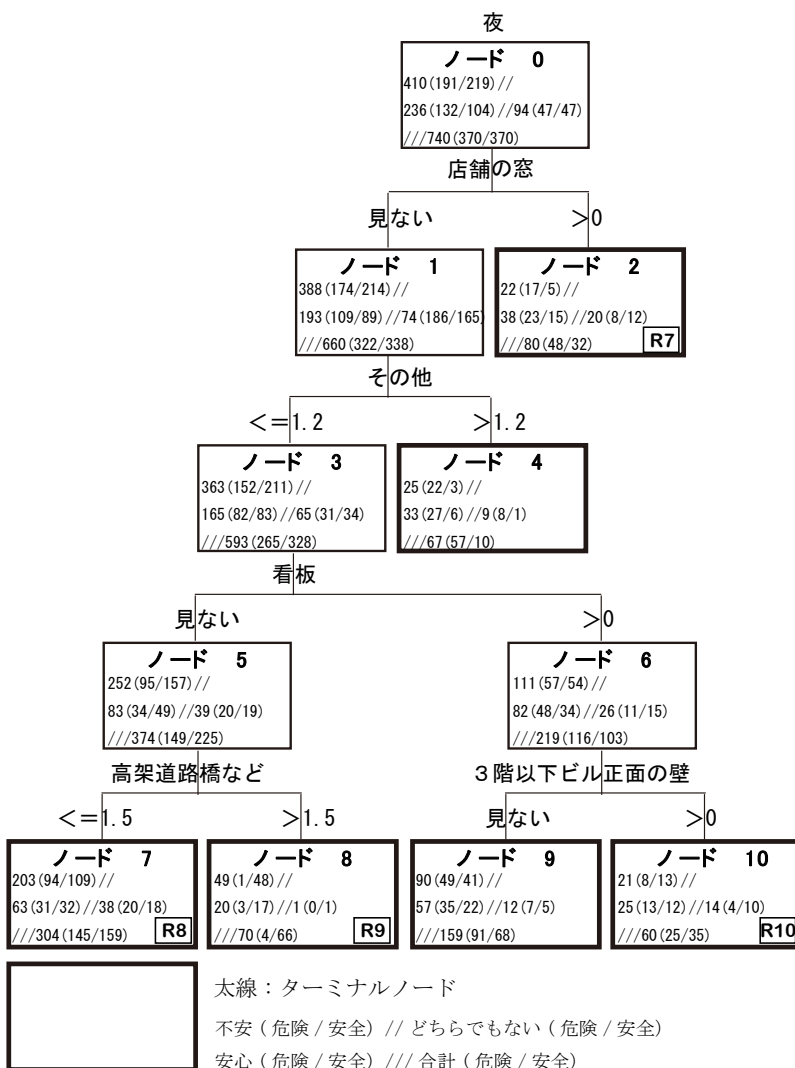 夜
ノード 0
410(191/219)//
236(132/104)//94(47/47)
///740(370/370)
店舗の窓
見ない >0
ノード 1
388(174/214)//
193(109/89)//74(186/165)
///660(322/338)
ノード 2
22(17/5)//
38(23/15)//20(8/12)
///80(48/32)
R7
その他
<=1.2 >1.2
ノード 3
363(152/211)//
165(82/83)//65(31/34)
///593(265/328)
ノード 4
25(22/3)//
33(27/6)//9(8/1)
///67(57/10)
看板
見ない >0
ノード 5
252(95/157)//
83(34/49)//39(20/19)
///374(149/225)
ノード 6
111(57/54)//
82(48/34)//26(11/15)
///219(116/103)
高架道路橋など
<=1.5 >1.5
3階以下ビル正面の壁
見ない >0
ノード 7
203(94/109)//
63(31/32)//38(20/18)
///304(145/159)
R8
ノード 8
49(1/48)//
20(3/17)//1(0/1)
///70(4/66)
R9
ノード 9
90(49/41)//
57(35/22)//12(7/5)
///159(91/68)
ノード 10
21(8/13)//
25(13/12)//14(4/10)
///60(25/35)
R10
太線：ターミナルノード
不安（危険/安全）//どちらでもない（危険/安全）
安心（危険/安全）///合計（危険/安全）